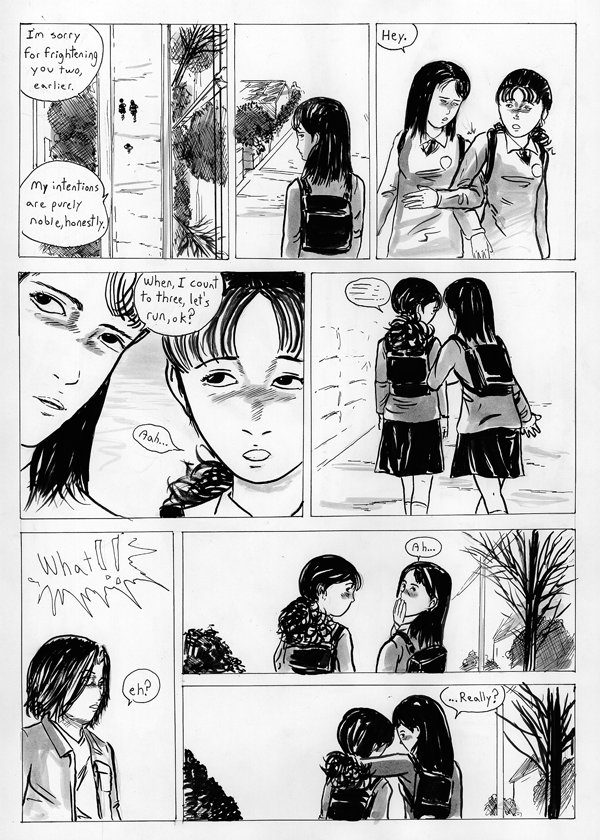 I'm sorry
for frightening
you two,
earlier.
My intentions
are purely
noble, honestly.
Hey.
When, I count
to three, let's
run, ok?
Aah...
What!!
eh?
Ah...
...Really?